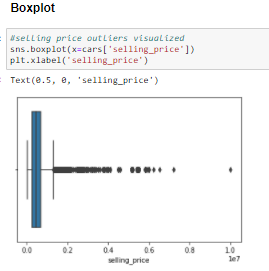 Boxplot
#selling price outliers visualized
sns.boxplot(x=cars['selling_price'])
plt.xlabel('selling_price')
Text(0.5, 0, 'selling_price')
0.0 0.2 0.4 0.6 0.8 1.0
selling_price 1e7